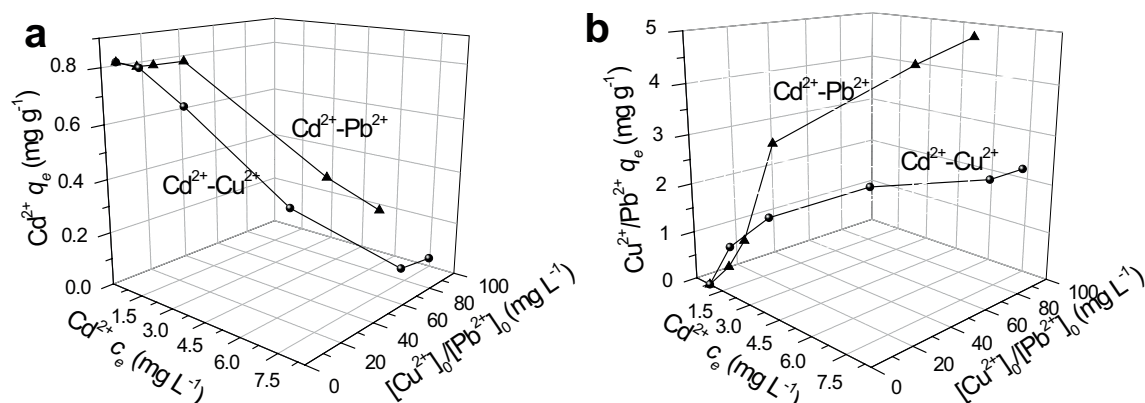 a
Cd²⁺ qₑ (mg g⁻¹)
0.8
0.6
0.4
0.2
0.0
Cd²⁺-Pb²⁺
Cd²⁺-Cu²⁺
1.5
3.0
4.5
6.0
7.5
Cd²⁺ cₑ (mg L⁻¹)
0
20
40
60
80
100
[Cu²⁺]₀/[Pb²⁺]₀ (mg L⁻¹)
b
Cu²⁺/Pb²⁺ qₑ (mg g⁻¹)
5
4
3
2
1
0
Cd²⁺-Pb²⁺
Cd²⁺-Cu²⁺
1.5
3.0
4.5
6.0
7.5
Cd²⁺ cₑ (mg L⁻¹)
0
20
40
60
80
100
[Cu²⁺]₀/[Pb²⁺]₀ (mg L⁻¹)